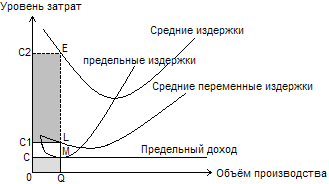 Уровень затрат
Средние издержки
C2
E
предельные издержки
Средние переменные издержки
C1
L
M
C
Предельный доход
0
Q
Объём производства.